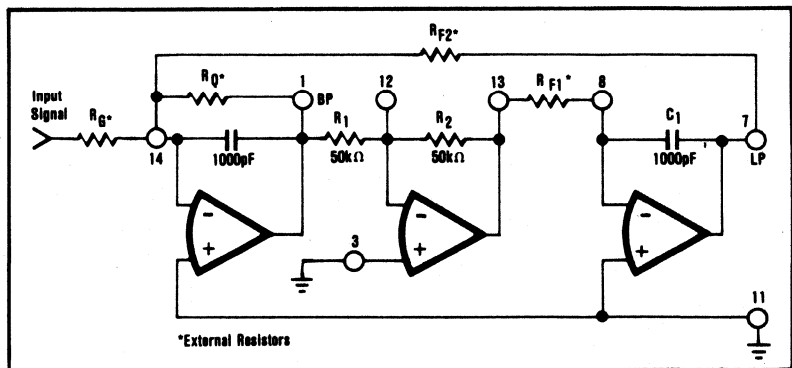 RF2*
RQ*
1
BP
12
13
RF1*
8
Input
Signal
RG*
14
1000pF
R1
50kΩ
R2
50kΩ
C1
1000pF
7
LP
-
+
3
-
+
-
+
11
*External Resistors